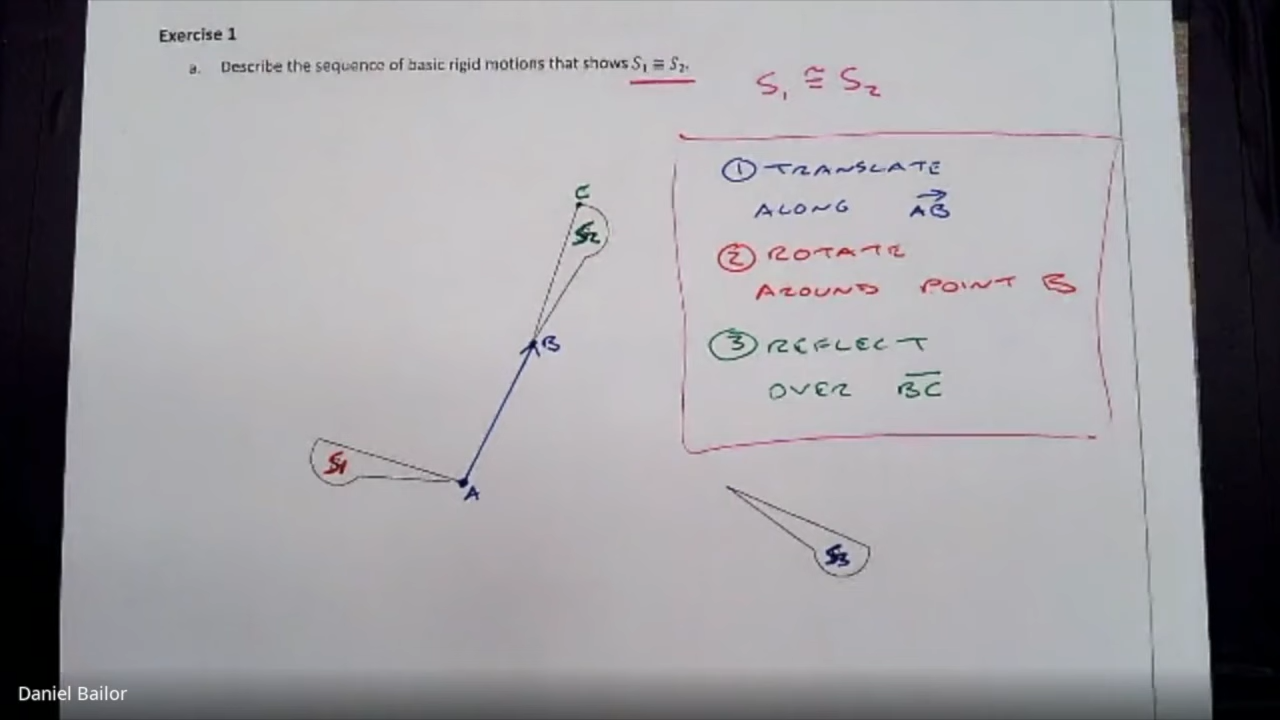 Exercise 1
a. Describe the sequence of basic rigid motions that shows S₁ ≅ S₂.
S₁ ≅ S₂
① TRANSLATE
ALONG AB→
② ROTATE
AROUND POINT B
③ REFLECT
OVER B̅C̅
C
S2
B
S1
A
S3
Daniel Bailor